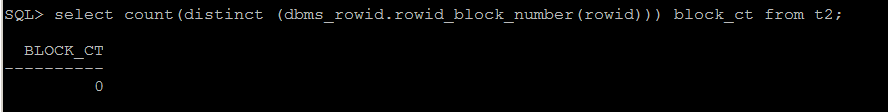 SQL> select count(distinct (dbms_rowid.rowid_block_number(rowid))) block_ct from t2;
BLOCK_CT
----------
0